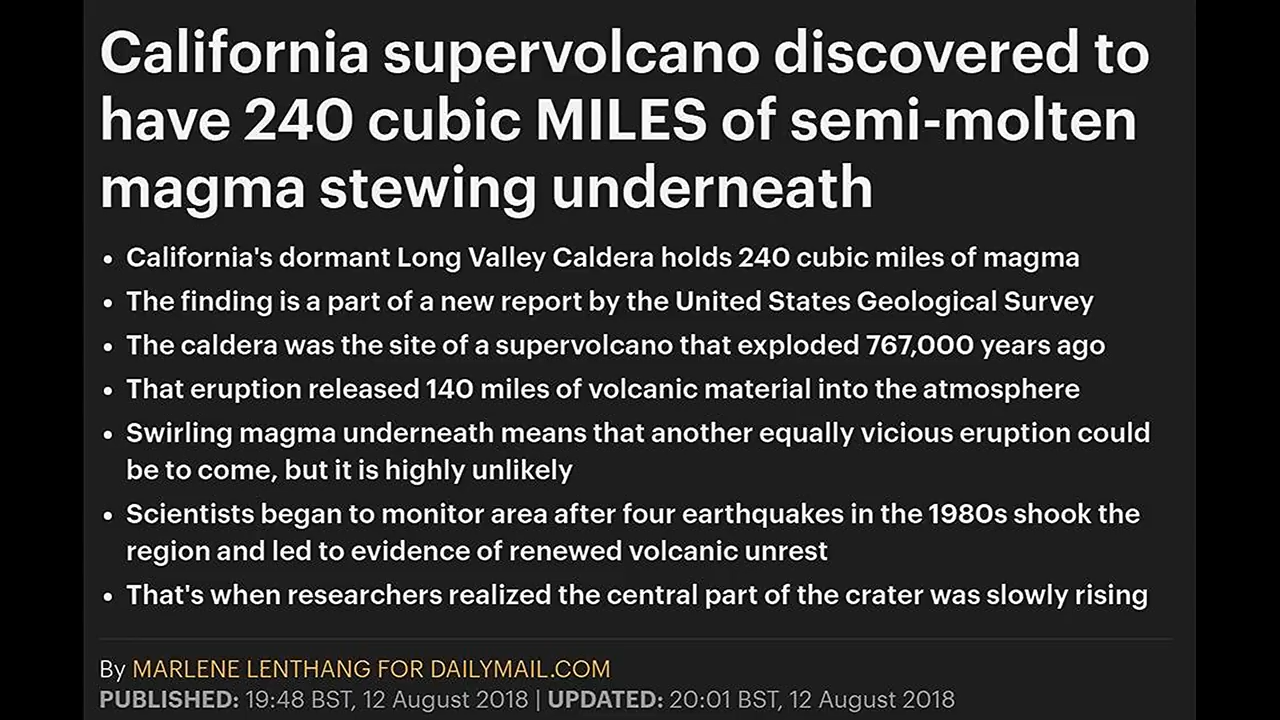 California supervolcano discovered to
have 240 cubic MILES of semi-molten
magma stewing underneath
• California's dormant Long Valley Caldera holds 240 cubic miles of magma
• The finding is a part of a new report by the United States Geological Survey
• The caldera was the site of a supervolcano that exploded 767,000 years ago
• That eruption released 140 miles of volcanic material into the atmosphere
• Swirling magma underneath means that another equally vicious eruption could
be to come, but it is highly unlikely
• Scientists began to monitor area after four earthquakes in the 1980s shook the
region and led to evidence of renewed volcanic unrest
• That's when researchers realized the central part of the crater was slowly rising
By MARLENE LENTHANG FOR DAILYMAIL.COM
PUBLISHED: 19:48 BST, 12 August 2018 | UPDATED: 20:01 BST, 12 August 2018